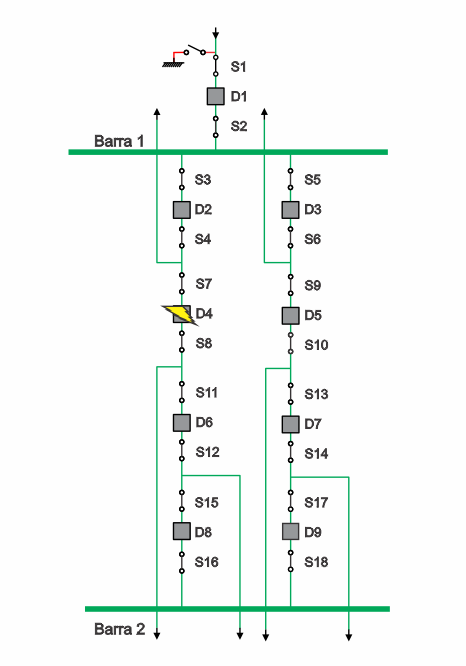 S1
D1
S2
Barra 1
S3 S5
D2 D3
S4 S6
S7 S9
D4 D5
S8 S10
S11 S13
D6 D7
S12 S14
S15 S17
D8 D9
S16 S18
Barra 2